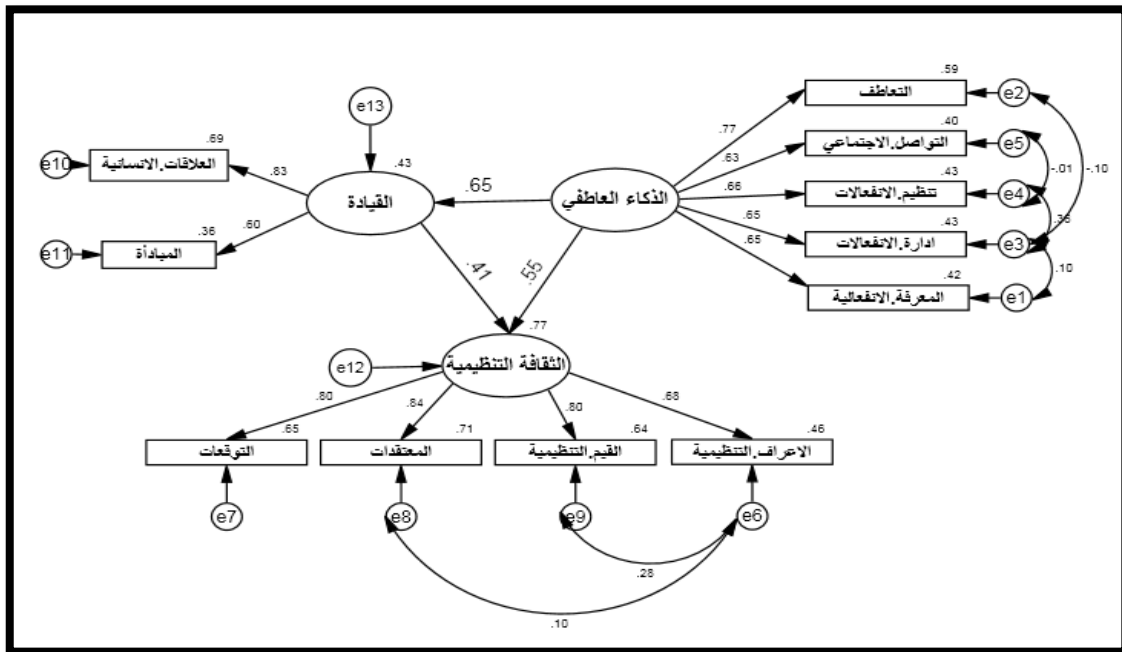 .59
التعاطف
e2
e13
.77
.40
التواصل.الاجتماعي
e5
.69
العلاقات.الانسانية
e10
.83
.43
القيادة
.65
الذكاء العاطفي
.63
-.01
-.10
.43
تنظيم.الانفعالات
e4
.66
.36
المبادأة
e11
.60
.65
.43
ادارة.الانفعالات
e3
.36
.65
.42
المعرفة.الانفعالية
e1
.10
.41
.55
.77
الثقافة التنظيمية
e12
.80
.84
.80
.68
.65
التوقعات
.71
المعتقدات
.64
القيم.التنظيمية
.46
الاعراف.التنظيمية
e7
e8
e9
e6
.28
.10